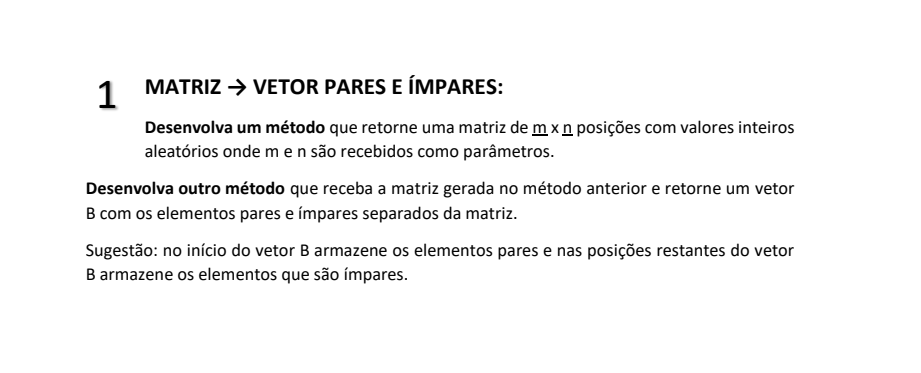 1 MATRIZ → VETOR PARES E ÍMPARES:
Desenvolva um método que retorne uma matriz de m x n posições com valores inteiros
aleatórios onde m e n são recebidos como parâmetros.
Desenvolva outro método que receba a matriz gerada no método anterior e retorne um vetor
B com os elementos pares e ímpares separados da matriz.
Sugestão: no início do vetor B armazene os elementos pares e nas posições restantes do vetor
B armazene os elementos que são ímpares.